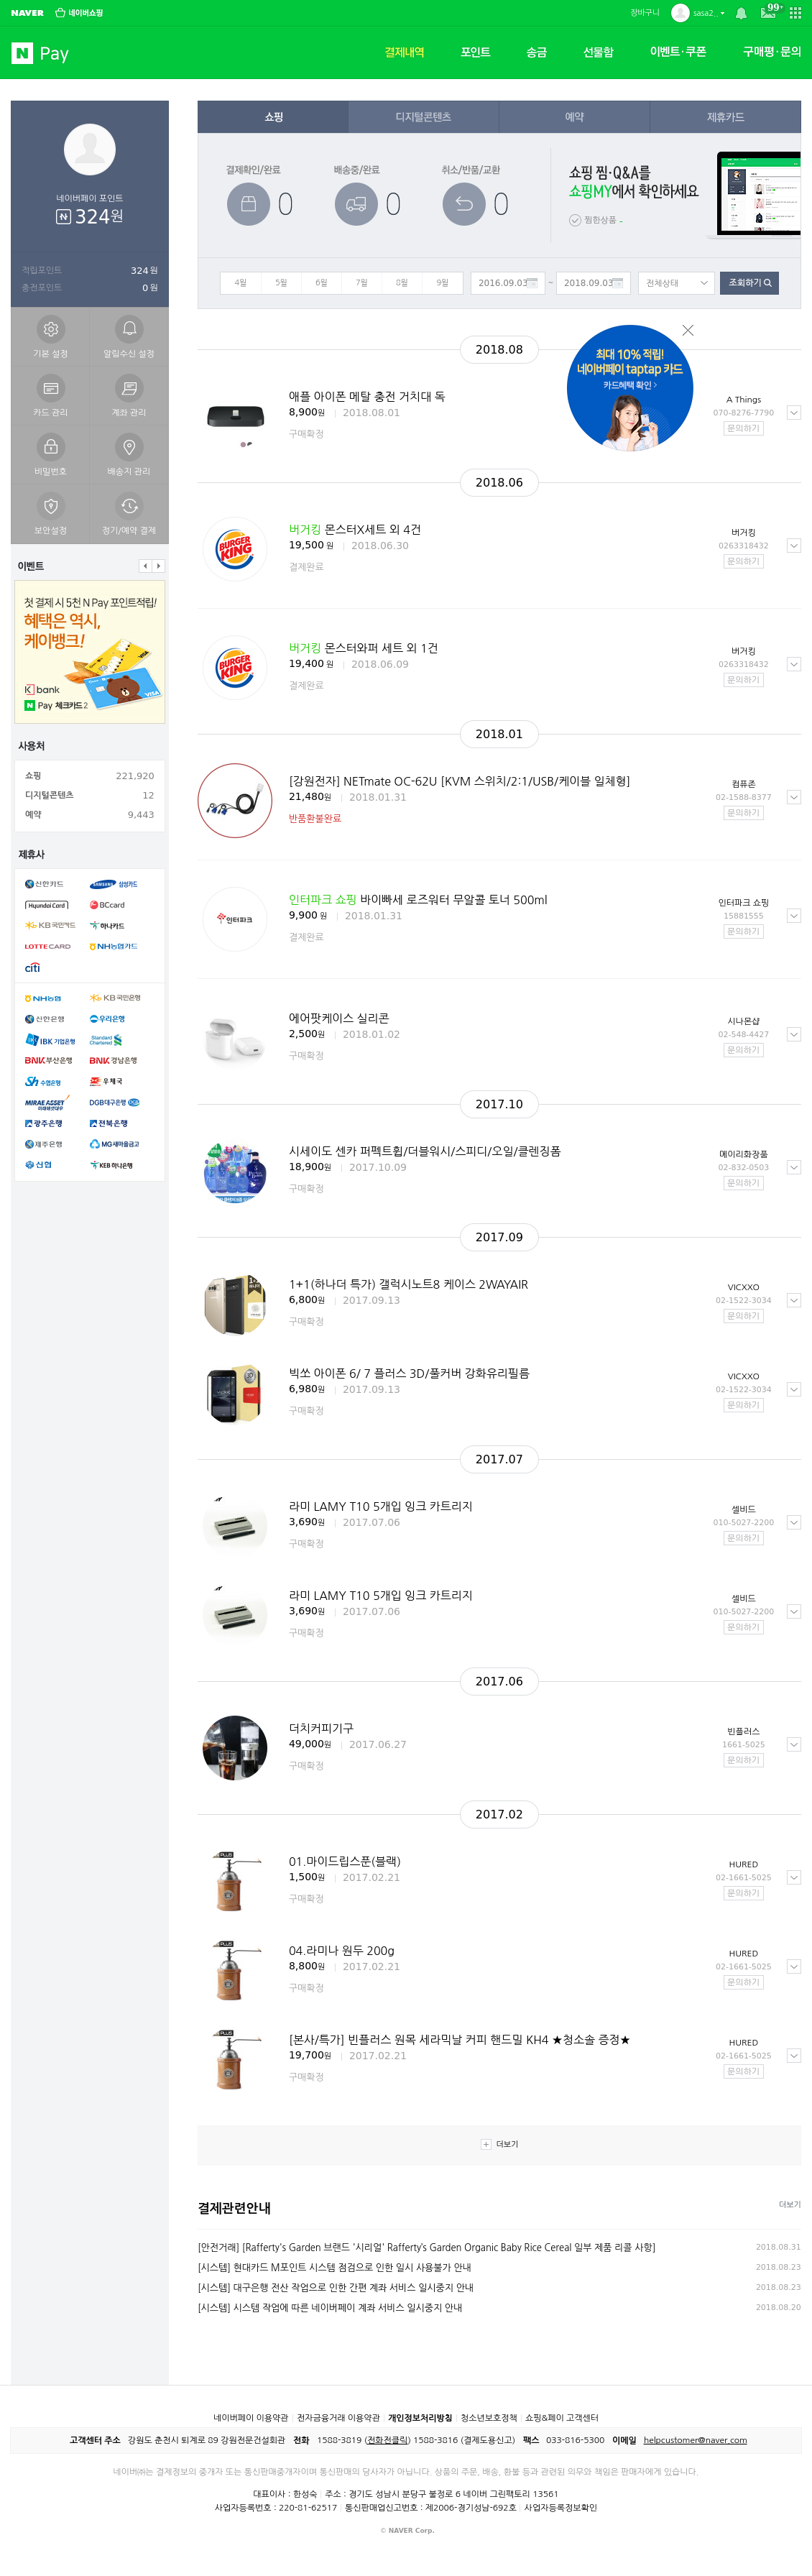 NAVER 네이버쇼핑 장바구니 sasa2.. 99+
N Pay 결제내역 포인트 송금 선물함 이벤트·쿠폰 구매평·문의
네이버페이 포인트
324원
적립포인트 324 원
충전포인트 0 원
기본 설정 알림수신 설정
카드 관리 계좌 관리
비밀번호 배송지 관리
보안설정 정기/예약 결제
이벤트
첫 결제 시 5천 N Pay 포인트적립!
혜택은 역시,
케이뱅크!
K bank
N Pay 체크카드2
사용처
쇼핑 221,920
디지털콘텐츠 12
예약 9,443
제휴사
신한카드 SAMSUNG 삼성카드
Hyundai Card BCcard
KB국민카드 하나카드
LOTTE CARD NH농협카드
citi
NH농협 KB국민은행
신한은행 우리은행
IBK기업은행 Standard Chartered
BNK부산은행 BNK경남은행
Sh수협은행 우체국
MIRAE ASSET 미래에셋대우 DGB대구은행
광주은행 전북은행
제주은행 MG새마을금고
신협 KEB하나은행
쇼핑 디지털콘텐츠 예약 제휴카드
결제확인/완료 0
배송중/완료 0
취소/반품/교환 0
쇼핑 찜·Q&A를
쇼핑MY에서 확인하세요
찜한상품 -
4월 5월 6월 7월 8월 9월 2016.09.03 ~ 2018.09.03 전체상태 조회하기
최대 10% 적립!
네이버페이 taptap 카드
카드혜택 확인 >
2018.08
애플 아이폰 메탈 충전 거치대 독
8,900원 2018.08.01
구매확정
A Things
070-8276-7790
문의하기
2018.06
BURGER KING
버거킹 몬스터X세트 외 4건
19,500 원 2018.06.30
결제완료
버거킹
0263318432
문의하기
BURGER KING
버거킹 몬스터와퍼 세트 외 1건
19,400 원 2018.06.09
결제완료
버거킹
0263318432
문의하기
2018.01
[강원전자] NETmate OC-62U [KVM 스위치/2:1/USB/케이블 일체형]
21,480원 2018.01.31
반품환불완료
컴퓨존
02-1588-8377
문의하기
인터파크
인터파크 쇼핑 바이빠세 로즈워터 무알콜 토너 500ml
9,900 원 2018.01.31
결제완료
인터파크 쇼핑
15881555
문의하기
에어팟케이스 실리콘
2,500원 2018.01.02
구매확정
시나몬샵
02-548-4427
문의하기
2017.10
시세이도 센카 퍼펙트휩/더블워시/스피디/오일/클렌징폼
18,900원 2017.10.09
구매확정
메이리화장품
02-832-0503
문의하기
2017.09
1+1(하나더 특가) 갤럭시노트8 케이스 2WAYAIR
6,800원 2017.09.13
구매확정
VICXXO
02-1522-3034
문의하기
빅쏘 아이폰 6/ 7 플러스 3D/풀커버 강화유리필름
6,980원 2017.09.13
구매확정
VICXXO
02-1522-3034
문의하기
2017.07
라미 LAMY T10 5개입 잉크 카트리지
3,690원 2017.07.06
구매확정
셀비드
010-5027-2200
문의하기
라미 LAMY T10 5개입 잉크 카트리지
3,690원 2017.07.06
구매확정
셀비드
010-5027-2200
문의하기
2017.06
더치커피기구
49,000원 2017.06.27
구매확정
빈플러스
1661-5025
문의하기
2017.02
PLUS
01.마이드립스푼(블랙)
1,500원 2017.02.21
구매확정
HURED
02-1661-5025
문의하기
PLUS
04.라미나 원두 200g
8,800원 2017.02.21
구매확정
HURED
02-1661-5025
문의하기
PLUS
[본사/특가] 빈플러스 원목 세라믹날 커피 핸드밀 KH4 ★청소솔 증정★
19,700원 2017.02.21
구매확정
HURED
02-1661-5025
문의하기
더보기
결제관련안내 더보기
[안전거래] [Rafferty's Garden 브랜드 '시리얼' Rafferty's Garden Organic Baby Rice Cereal 일부 제품 리콜 사항] 2018.08.31
[시스템] 현대카드 M포인트 시스템 점검으로 인한 일시 사용불가 안내 2018.08.23
[시스템] 대구은행 전산 작업으로 인한 간편 계좌 서비스 일시중지 안내 2018.08.23
[시스템] 시스템 작업에 따른 네이버페이 계좌 서비스 일시중지 안내 2018.08.20
네이버페이 이용약관 전자금융거래 이용약관 개인정보처리방침 청소년보호정책 쇼핑&페이 고객센터
고객센터 주소 강원도 춘천시 퇴계로 89 강원전문건설회관 전화 1588-3819 (전화전클릭) 1588-3816 (결제도용신고) 팩스 033-816-5300 이메일 helpcustomer@naver.com
네이버㈜는 결제정보의 중개자 또는 통신판매중개자이며 통신판매의 당사자가 아닙니다. 상품의 주문, 배송, 환불 등과 관련된 의무와 책임은 판매자에게 있습니다.
대표이사 : 한성숙 주소 : 경기도 성남시 분당구 불정로 6 네이버 그린팩토리 13561
사업자등록번호 : 220-81-62517 통신판매업신고번호 : 제2006-경기성남-692호 사업자등록정보확인
© NAVER Corp.